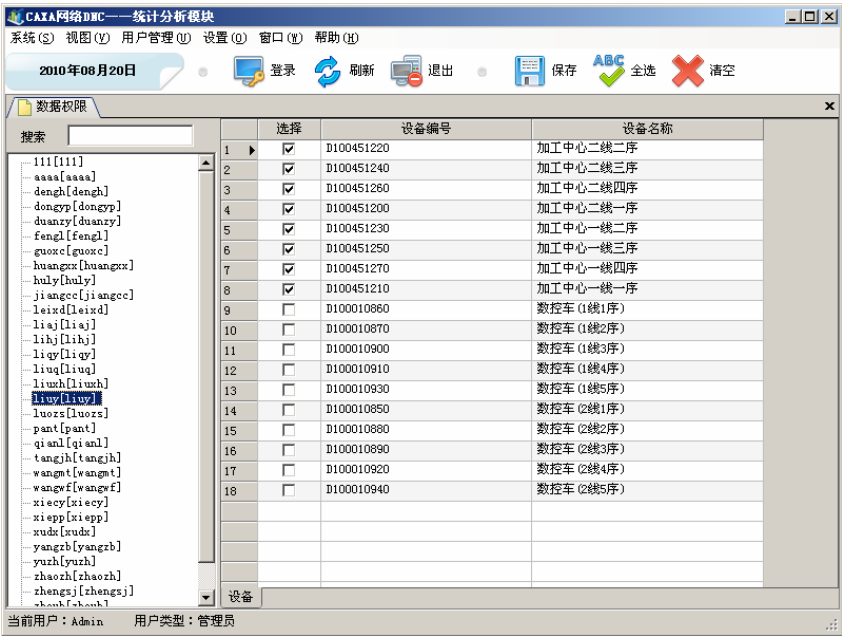 CAXA网络DNC——统计分析模块
系统(S) 视图(V) 用户管理(U) 设置(O) 窗口(W) 帮助(H)
2010年08月20日 登录 刷新 退出 保存 ABC 全选 清空
数据权限
搜索
111[111]
aaaa[aaaa]
dengh[dengh]
dongyp[dongyp]
duanzy[duanzy]
fengl[fengl]
guoxc[guoxc]
huangxx[huangxx]
huly[huly]
jiangcc[jiangcc]
leixd[leixd]
liaj[liaj]
lihj[lihj]
liqy[liqy]
liuq[liuq]
liuxh[liuxh]
liuy[liuy]
luozs[luozs]
pant[pant]
qianl[qianl]
tangjh[tangjh]
wangmt[wangmt]
wangwf[wangwf]
xiecy[xiecy]
xiepp[xiepp]
xudx[xudx]
yangzb[yangzb]
yuzh[yuzh]
zhaozh[zhaozh]
zhengsj[zhengsj]
选择 设备编号 设备名称
1 D100451220 加工中心二线二序
2 D100451240 加工中心二线三序
3 D100451260 加工中心二线四序
4 D100451200 加工中心二线一序
5 D100451230 加工中心一线二序
6 D100451250 加工中心一线三序
7 D100451270 加工中心一线四序
8 D100451210 加工中心一线一序
9 D100010860 数控车(1线1序)
10 D100010870 数控车(1线2序)
11 D100010900 数控车(1线3序)
12 D100010910 数控车(1线4序)
13 D100010930 数控车(1线5序)
14 D100010850 数控车(2线1序)
15 D100010880 数控车(2线2序)
16 D100010890 数控车(2线3序)
17 D100010920 数控车(2线4序)
18 D100010940 数控车(2线5序)
设备
当前用户：Admin 用户类型：管理员